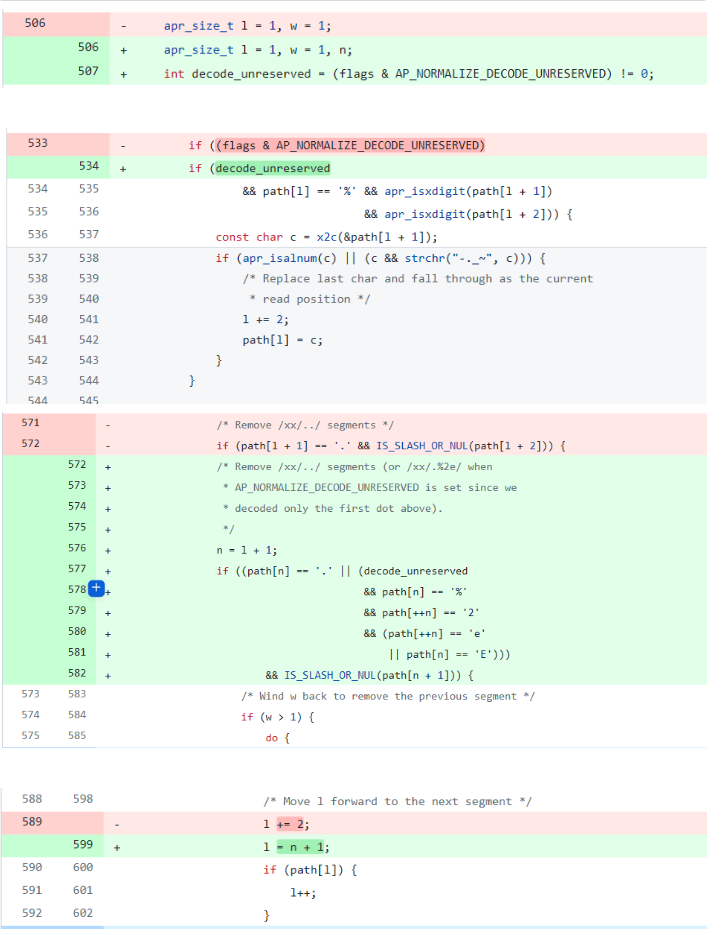 506 - apr_size_t l = 1, w = 1;
506 + apr_size_t l = 1, w = 1, n;
507 + int decode_unreserved = (flags & AP_NORMALIZE_DECODE_UNRESERVED) != 0;
533 - if ((flags & AP_NORMALIZE_DECODE_UNRESERVED)
534 + if (decode_unreserved
534 535 && path[l] == '%' && apr_isxdigit(path[l + 1])
535 536 && apr_isxdigit(path[l + 2])) {
536 537 const char c = x2c(&path[l + 1]);
537 538 if (apr_isalnum(c) || (c && strchr("-._~", c))) {
538 539 /* Replace last char and fall through as the current
539 540 * read position */
540 541 l += 2;
541 542 path[l] = c;
542 543 }
543 544 }
544 545
571 - /* Remove /xx/../ segments */
572 - if (path[l + 1] == '.' && IS_SLASH_OR_NUL(path[l + 2])) {
572 + /* Remove /xx/../ segments (or /xx/.%2e/ when
573 + * AP_NORMALIZE_DECODE_UNRESERVED is set since we
574 + * decoded only the first dot above).
575 + */
576 + n = l + 1;
577 + if ((path[n] == '.' || (decode_unreserved
578 + + && path[n] == '%'
579 + && path[++n] == '2'
580 + && (path[++n] == 'e'
581 + || path[n] == 'E')))
582 + && IS_SLASH_OR_NUL(path[n + 1])) {
573 583 /* Wind w back to remove the previous segment */
574 584 if (w > 1) {
575 585 do {
588 598 /* Move l forward to the next segment */
589 - l += 2;
599 + l = n + 1;
590 600 if (path[l]) {
591 601 l++;
592 602 }